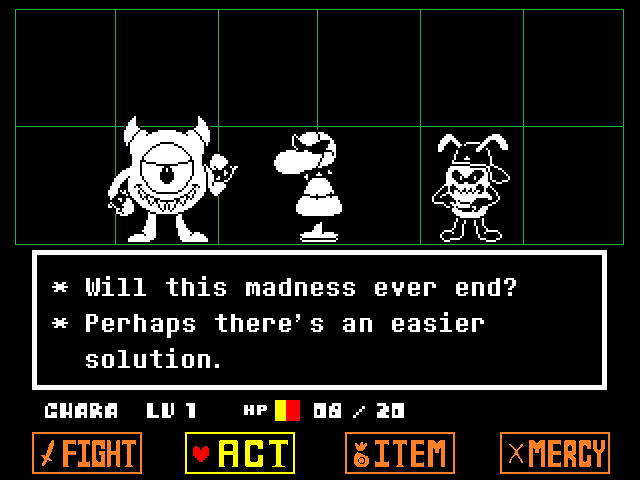 * Will this madness ever end?
* Perhaps there's an easier
solution.
CHARA LV 1 HP 08 / 20
FIGHT ACT ITEM MERCY